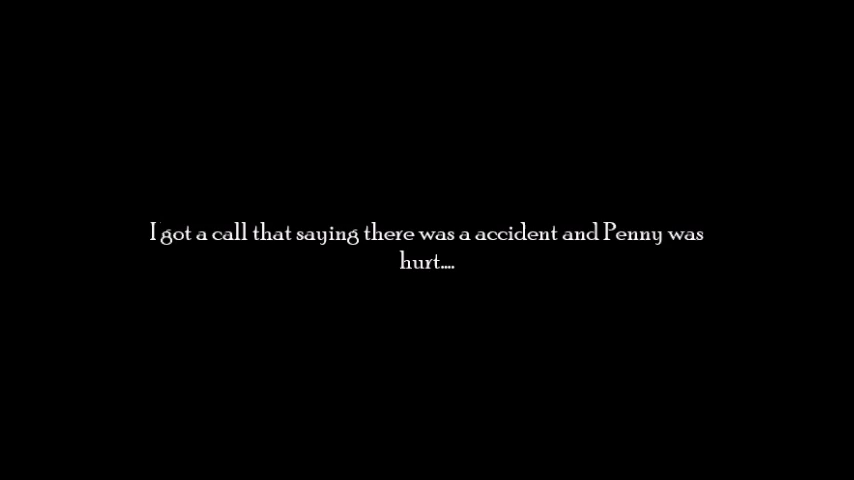 I got a call that saying there was a accident and Penny was
hurt....